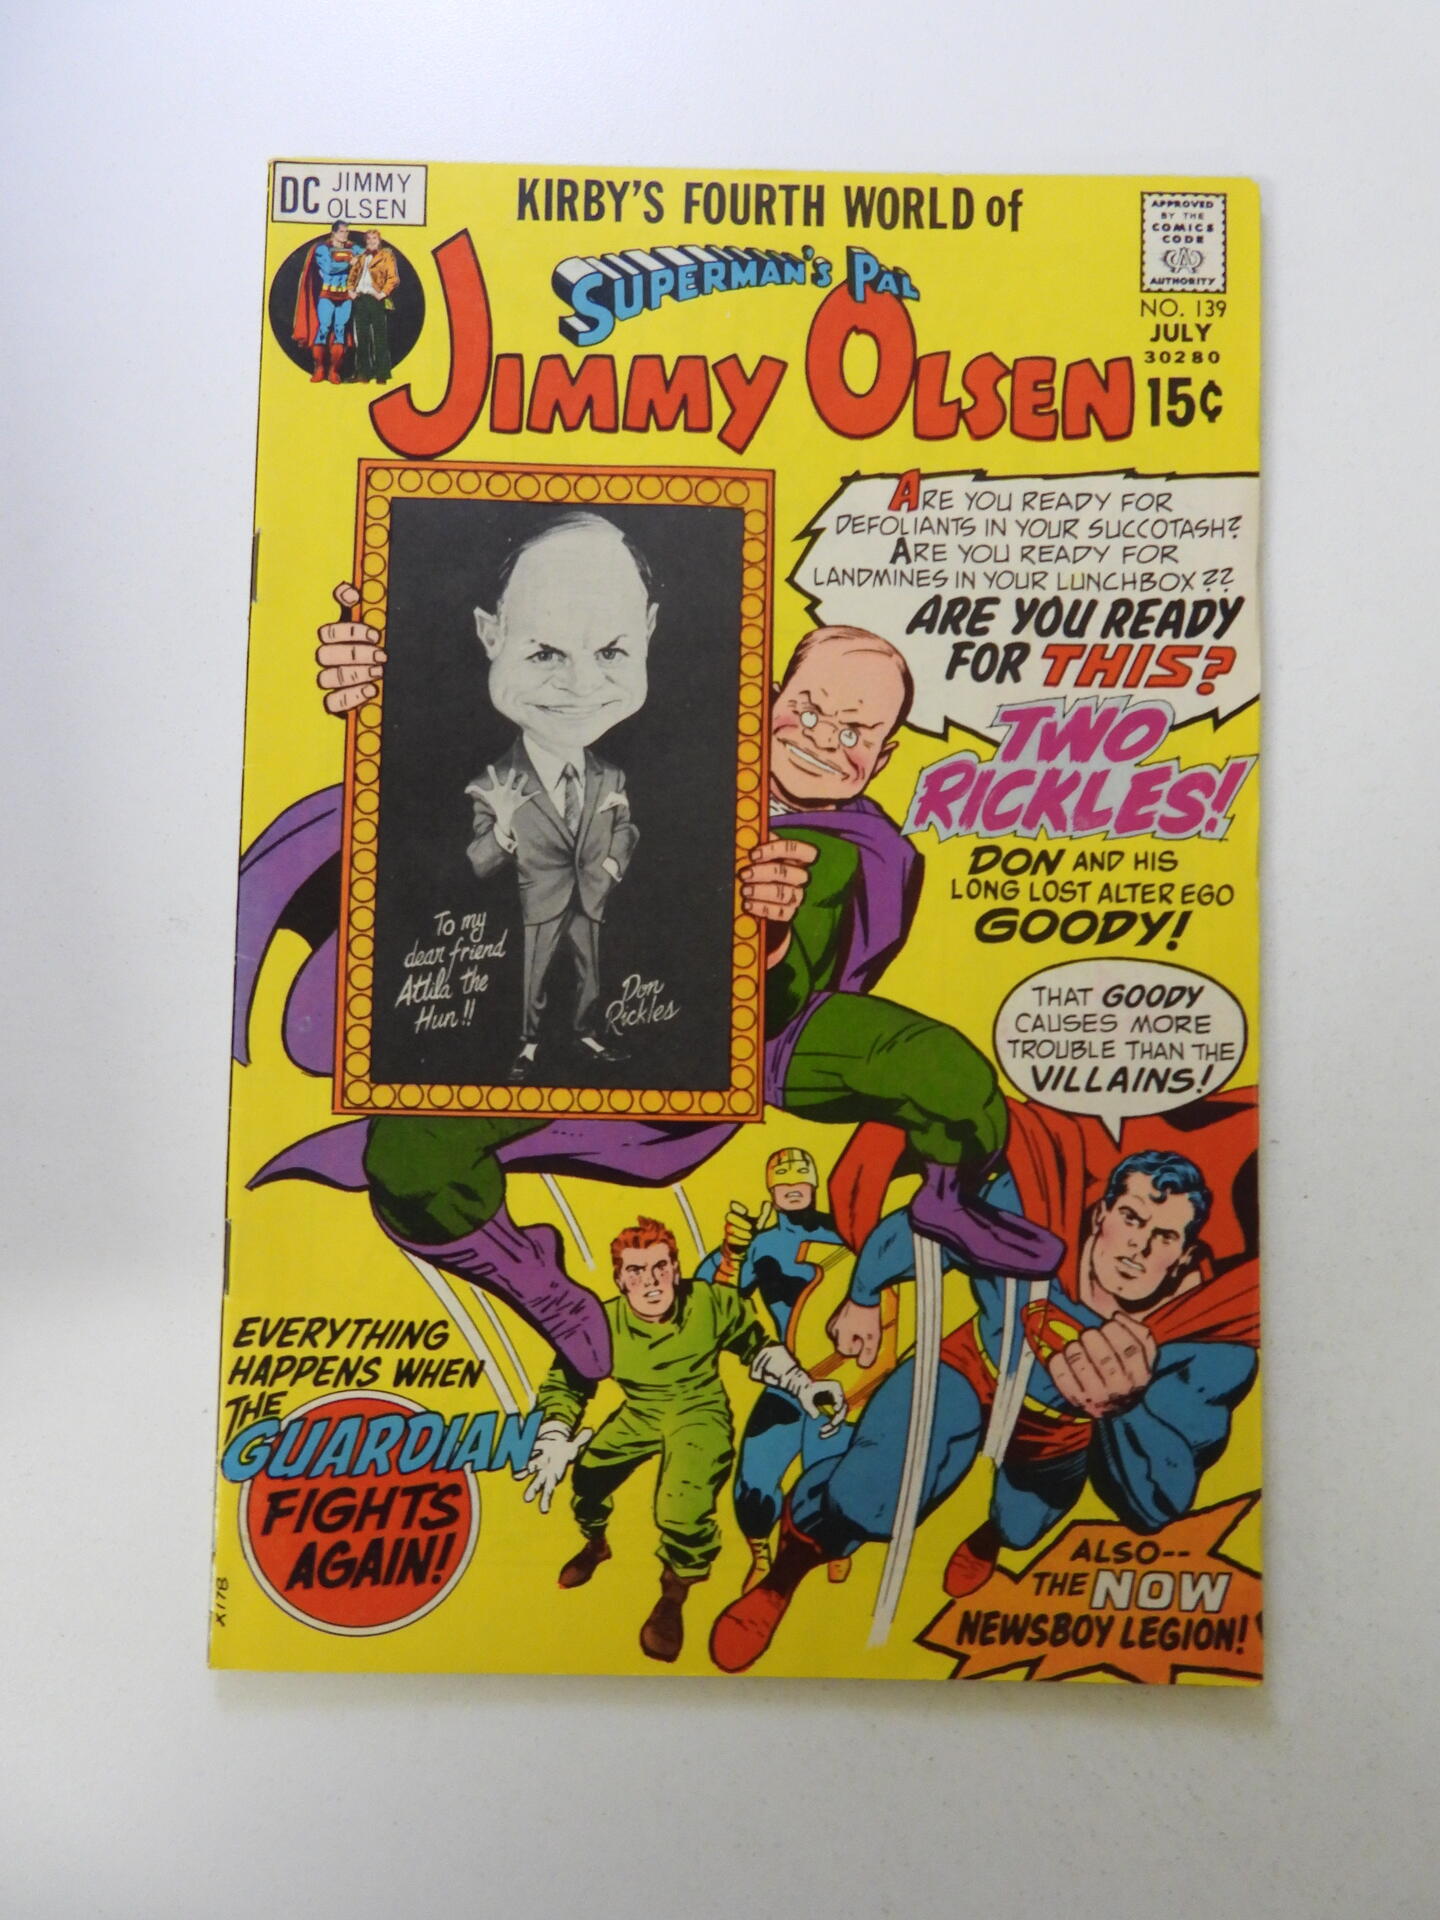 DC JIMMY
OLSEN
KIRBY'S FOURTH WORLD of
SUPERMAN'S PAL
JIMMY OLSEN
APPROVED
BY THE
COMICS
CODE
CA
AUTHORITY
NO. 139
JULY
30280
15¢
ARE YOU READY FOR
DEFOLIANTS IN YOUR SUCCOTASH?
ARE YOU READY FOR
LANDMINES IN YOUR LUNCHBOX??
ARE YOU READY
FOR THIS?
TWO
RICKLES!
DON AND HIS
LONG LOST ALTER EGO
GOODY!
To my
dear friend
Attila the
Hun!!
Don
Rickles
THAT GOODY
CAUSES MORE
TROUBLE THAN THE
VILLAINS!
EVERYTHING
HAPPENS WHEN
THE
GUARDIAN
FIGHTS
AGAIN!
X178
ALSO--
THE NOW
NEWSBOY LEGION!